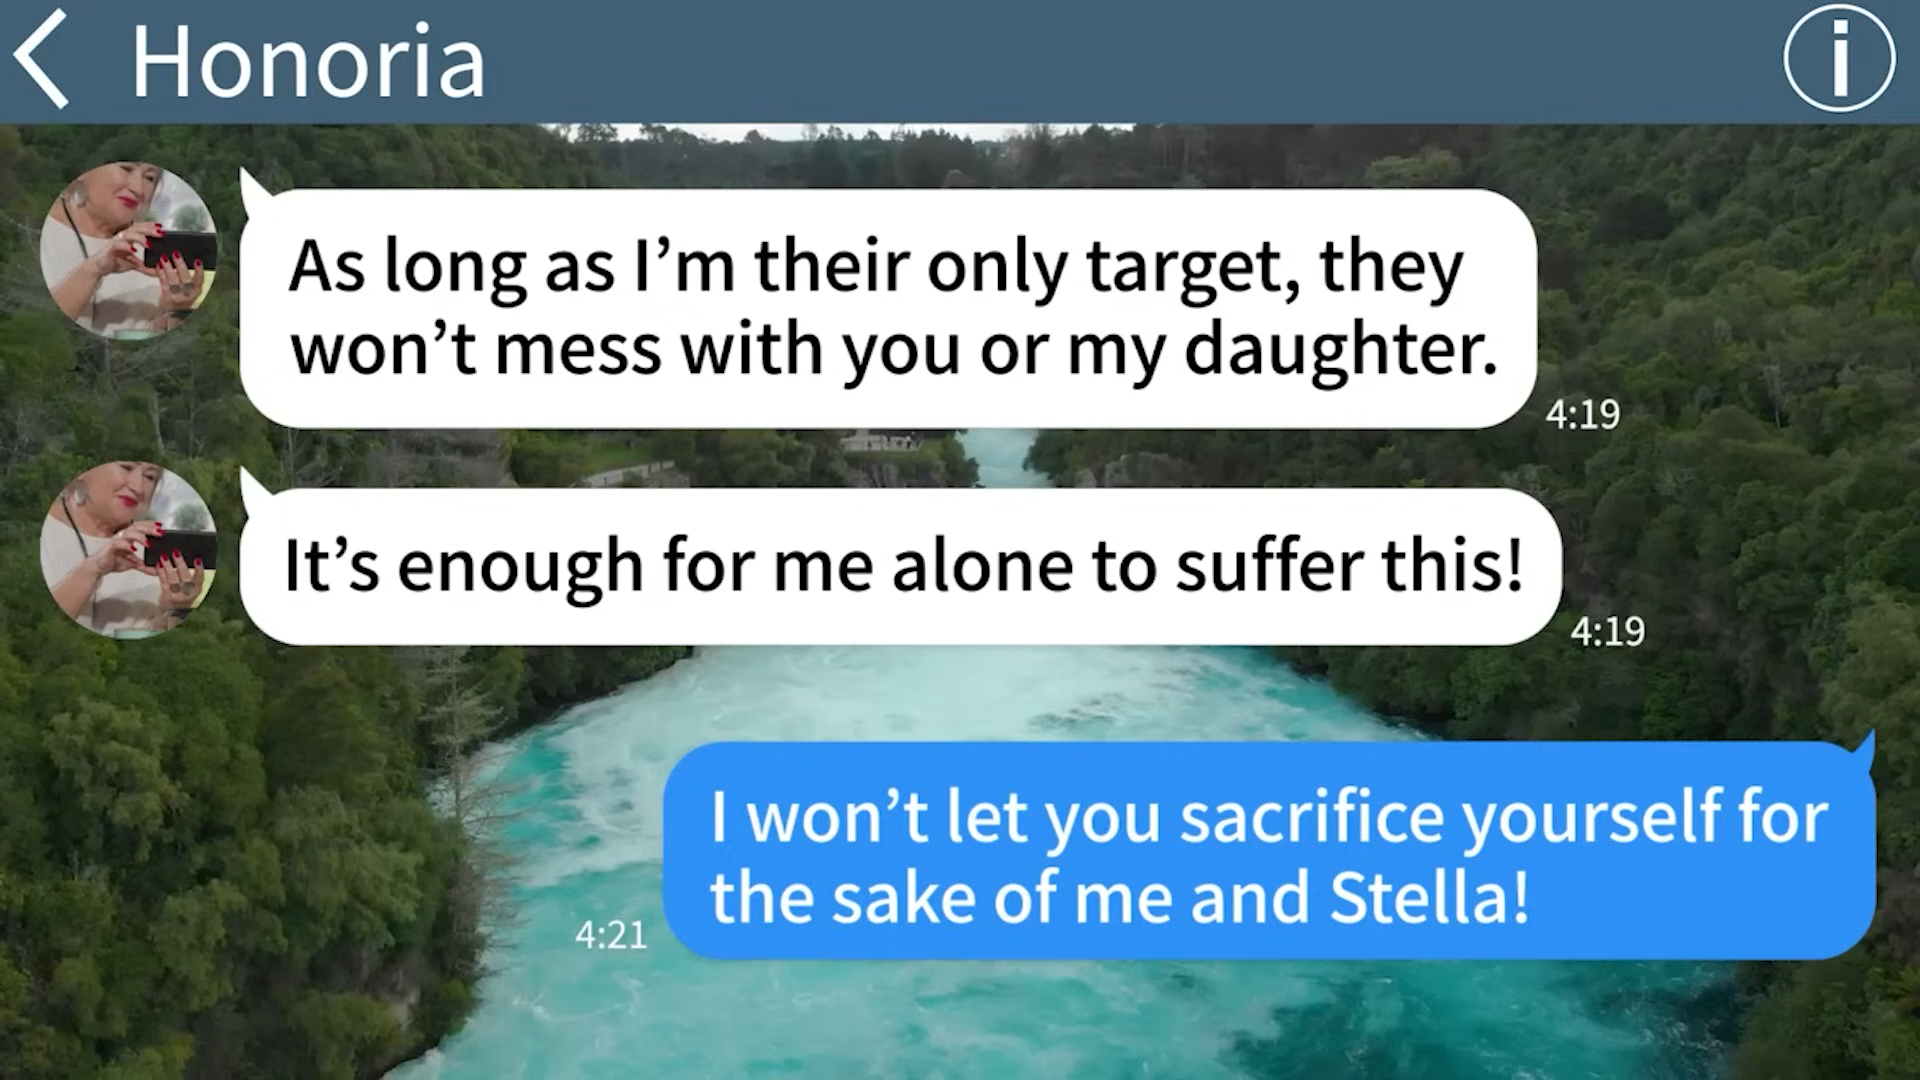 Honoria
As long as I’m their only target, they
won’t mess with you or my daughter.
4:19
It’s enough for me alone to suffer this!
4:19
I won’t let you sacrifice yourself for
the sake of me and Stella!
4:21